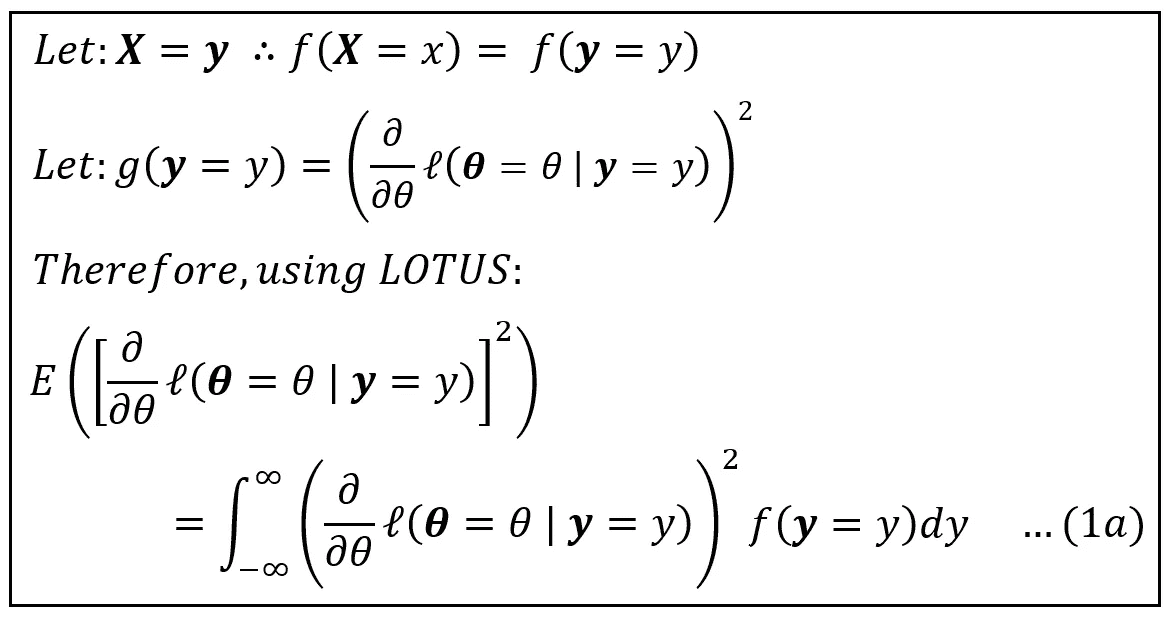 Let: X = y ∴ f(X = x) = f(y = y)
Let: g(y = y) = (∂/∂θ ℓ(θ = θ | y = y))²
Therefore, using LOTUS:
E([∂/∂θ ℓ(θ = θ | y = y)]²)
= ∫_{-∞}^{∞} (∂/∂θ ℓ(θ = θ | y = y))² f(y = y)dy … (1a)